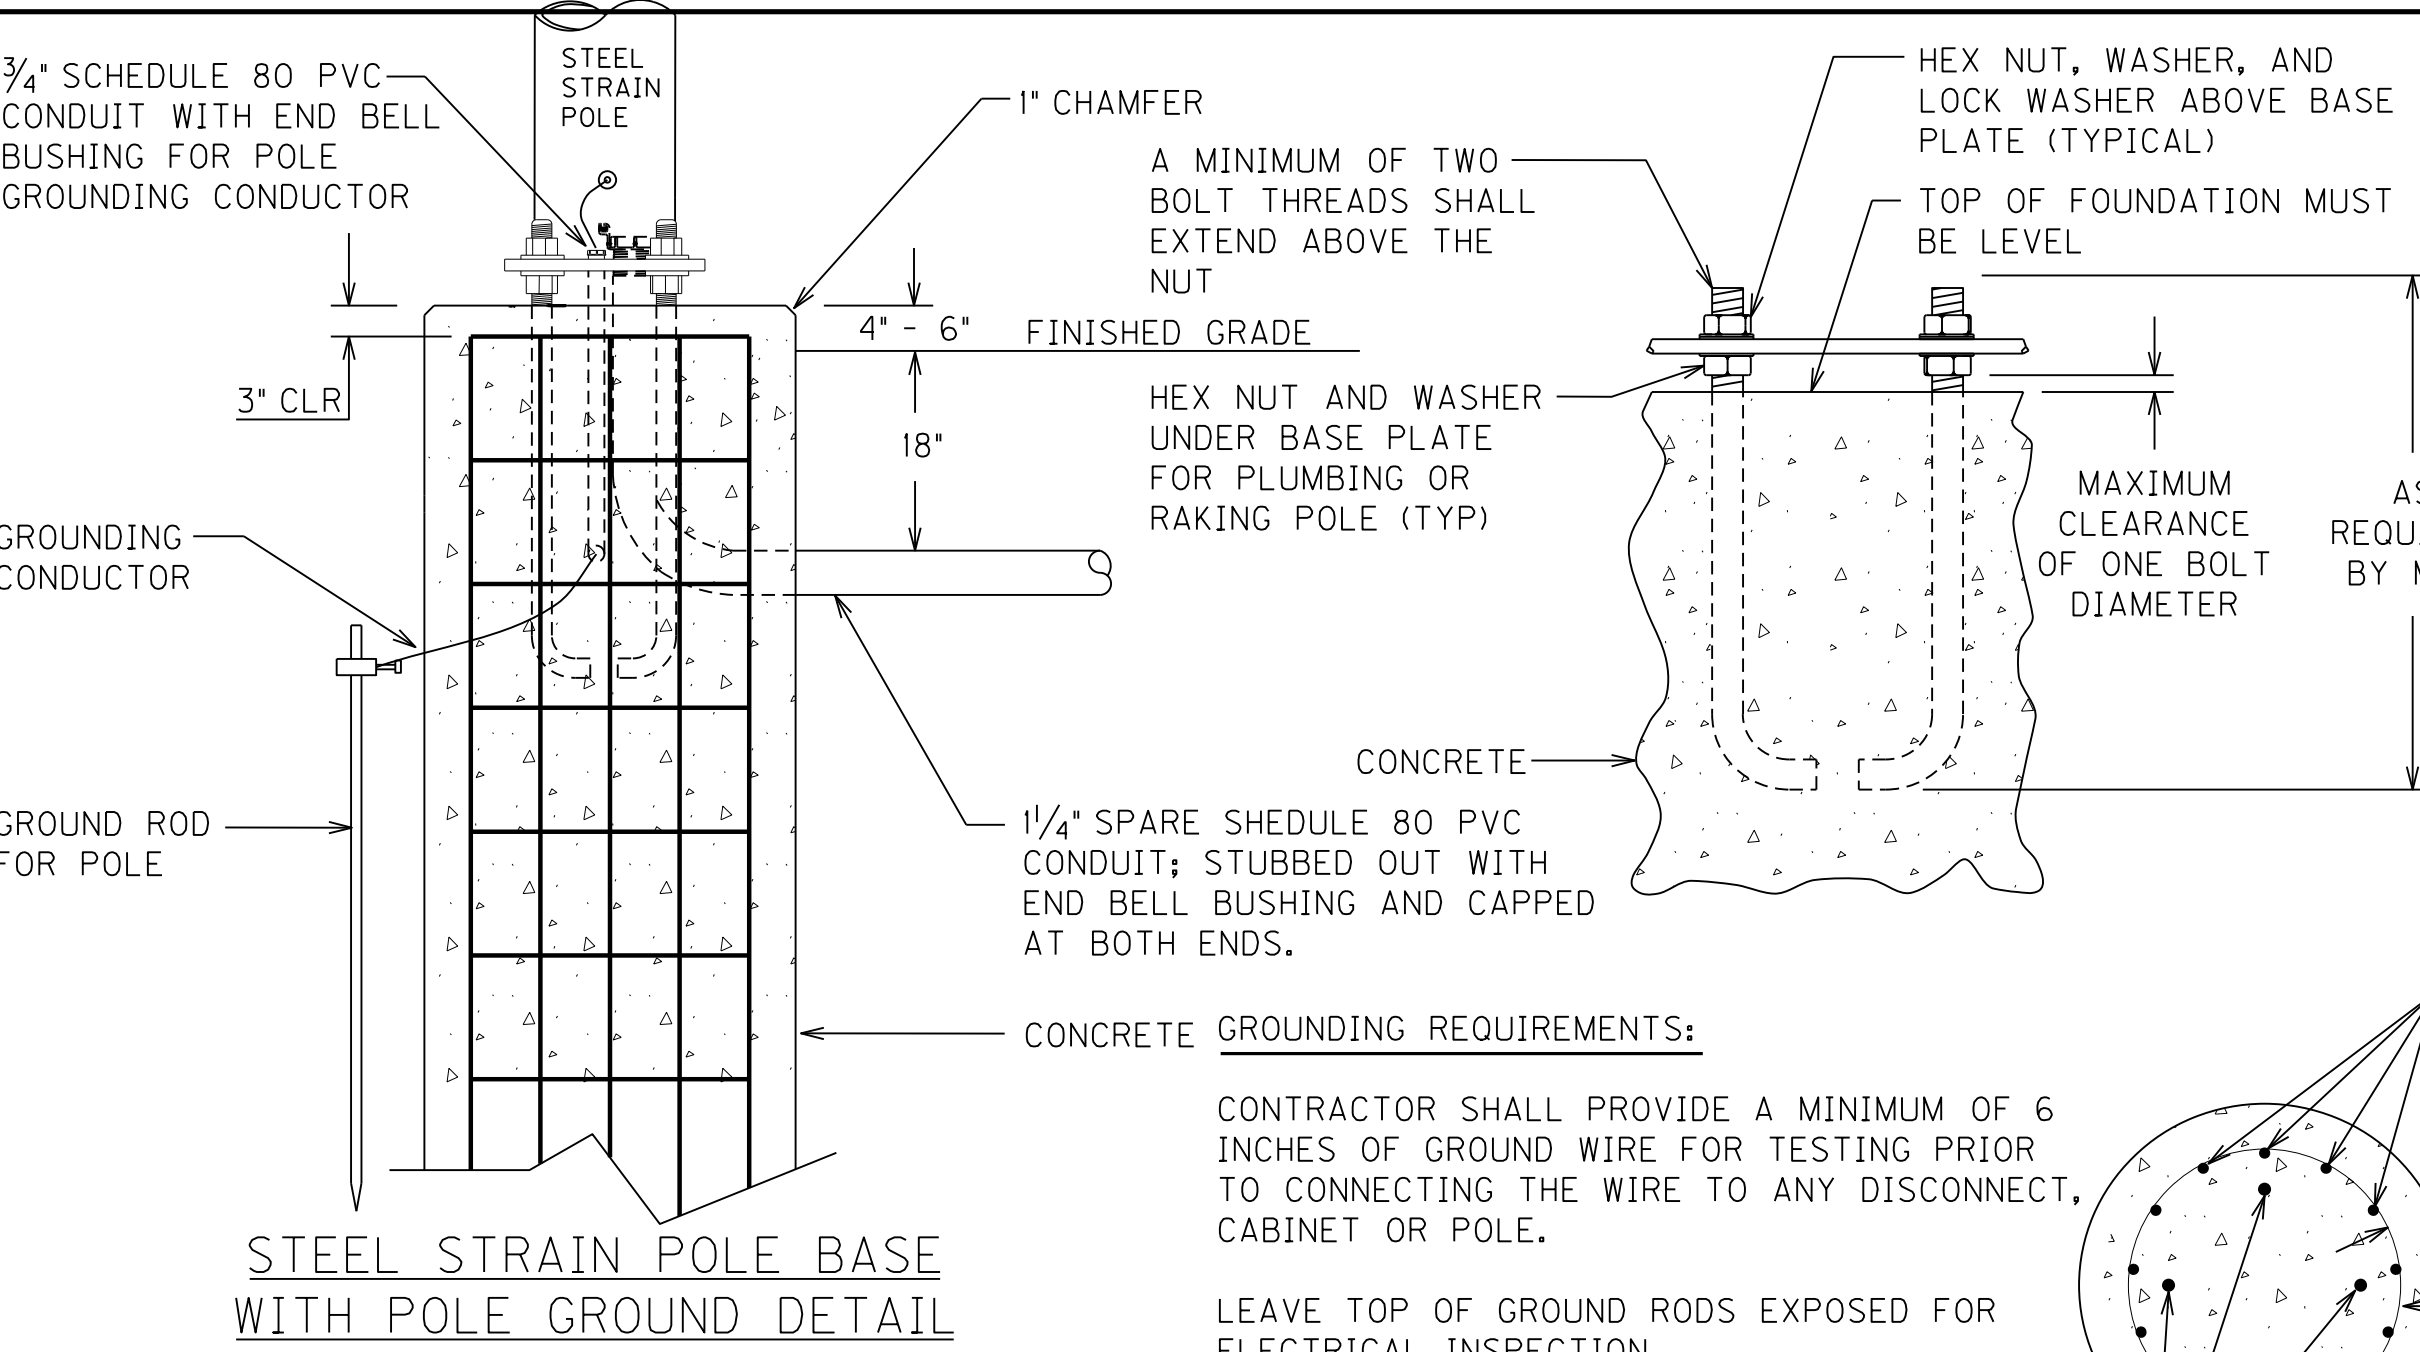 3/4" SCHEDULE 80 PVC
CONDUIT WITH END BELL
BUSHING FOR POLE
GROUNDING CONDUCTOR
STEEL
STRAIN
POLE
1" CHAMFER
A MINIMUM OF TWO
BOLT THREADS SHALL
EXTEND ABOVE THE
NUT
HEX NUT, WASHER, AND
LOCK WASHER ABOVE BASE
PLATE (TYPICAL)
TOP OF FOUNDATION MUST
BE LEVEL
4" - 6"
FINISHED GRADE
3" CLR
18"
HEX NUT AND WASHER
UNDER BASE PLATE
FOR PLUMBING OR
RAKING POLE (TYP)
MAXIMUM
CLEARANCE
OF ONE BOLT
DIAMETER
BY
GROUNDING
CONDUCTOR
GROUND ROD
FOR POLE
CONCRETE
1 1/4" SPARE SHEDULE 80 PVC
CONDUIT; STUBBED OUT WITH
END BELL BUSHING AND CAPPED
AT BOTH ENDS.
CONCRETE
GROUNDING REQUIREMENTS:
CONTRACTOR SHALL PROVIDE A MINIMUM OF 6
INCHES OF GROUND WIRE FOR TESTING PRIOR
TO CONNECTING THE WIRE TO ANY DISCONNECT,
CABINET OR POLE.
LEAVE TOP OF GROUND RODS EXPOSED FOR
ELECTRICAL INSPECTION
STEEL STRAIN POLE BASE
WITH POLE GROUND DETAIL